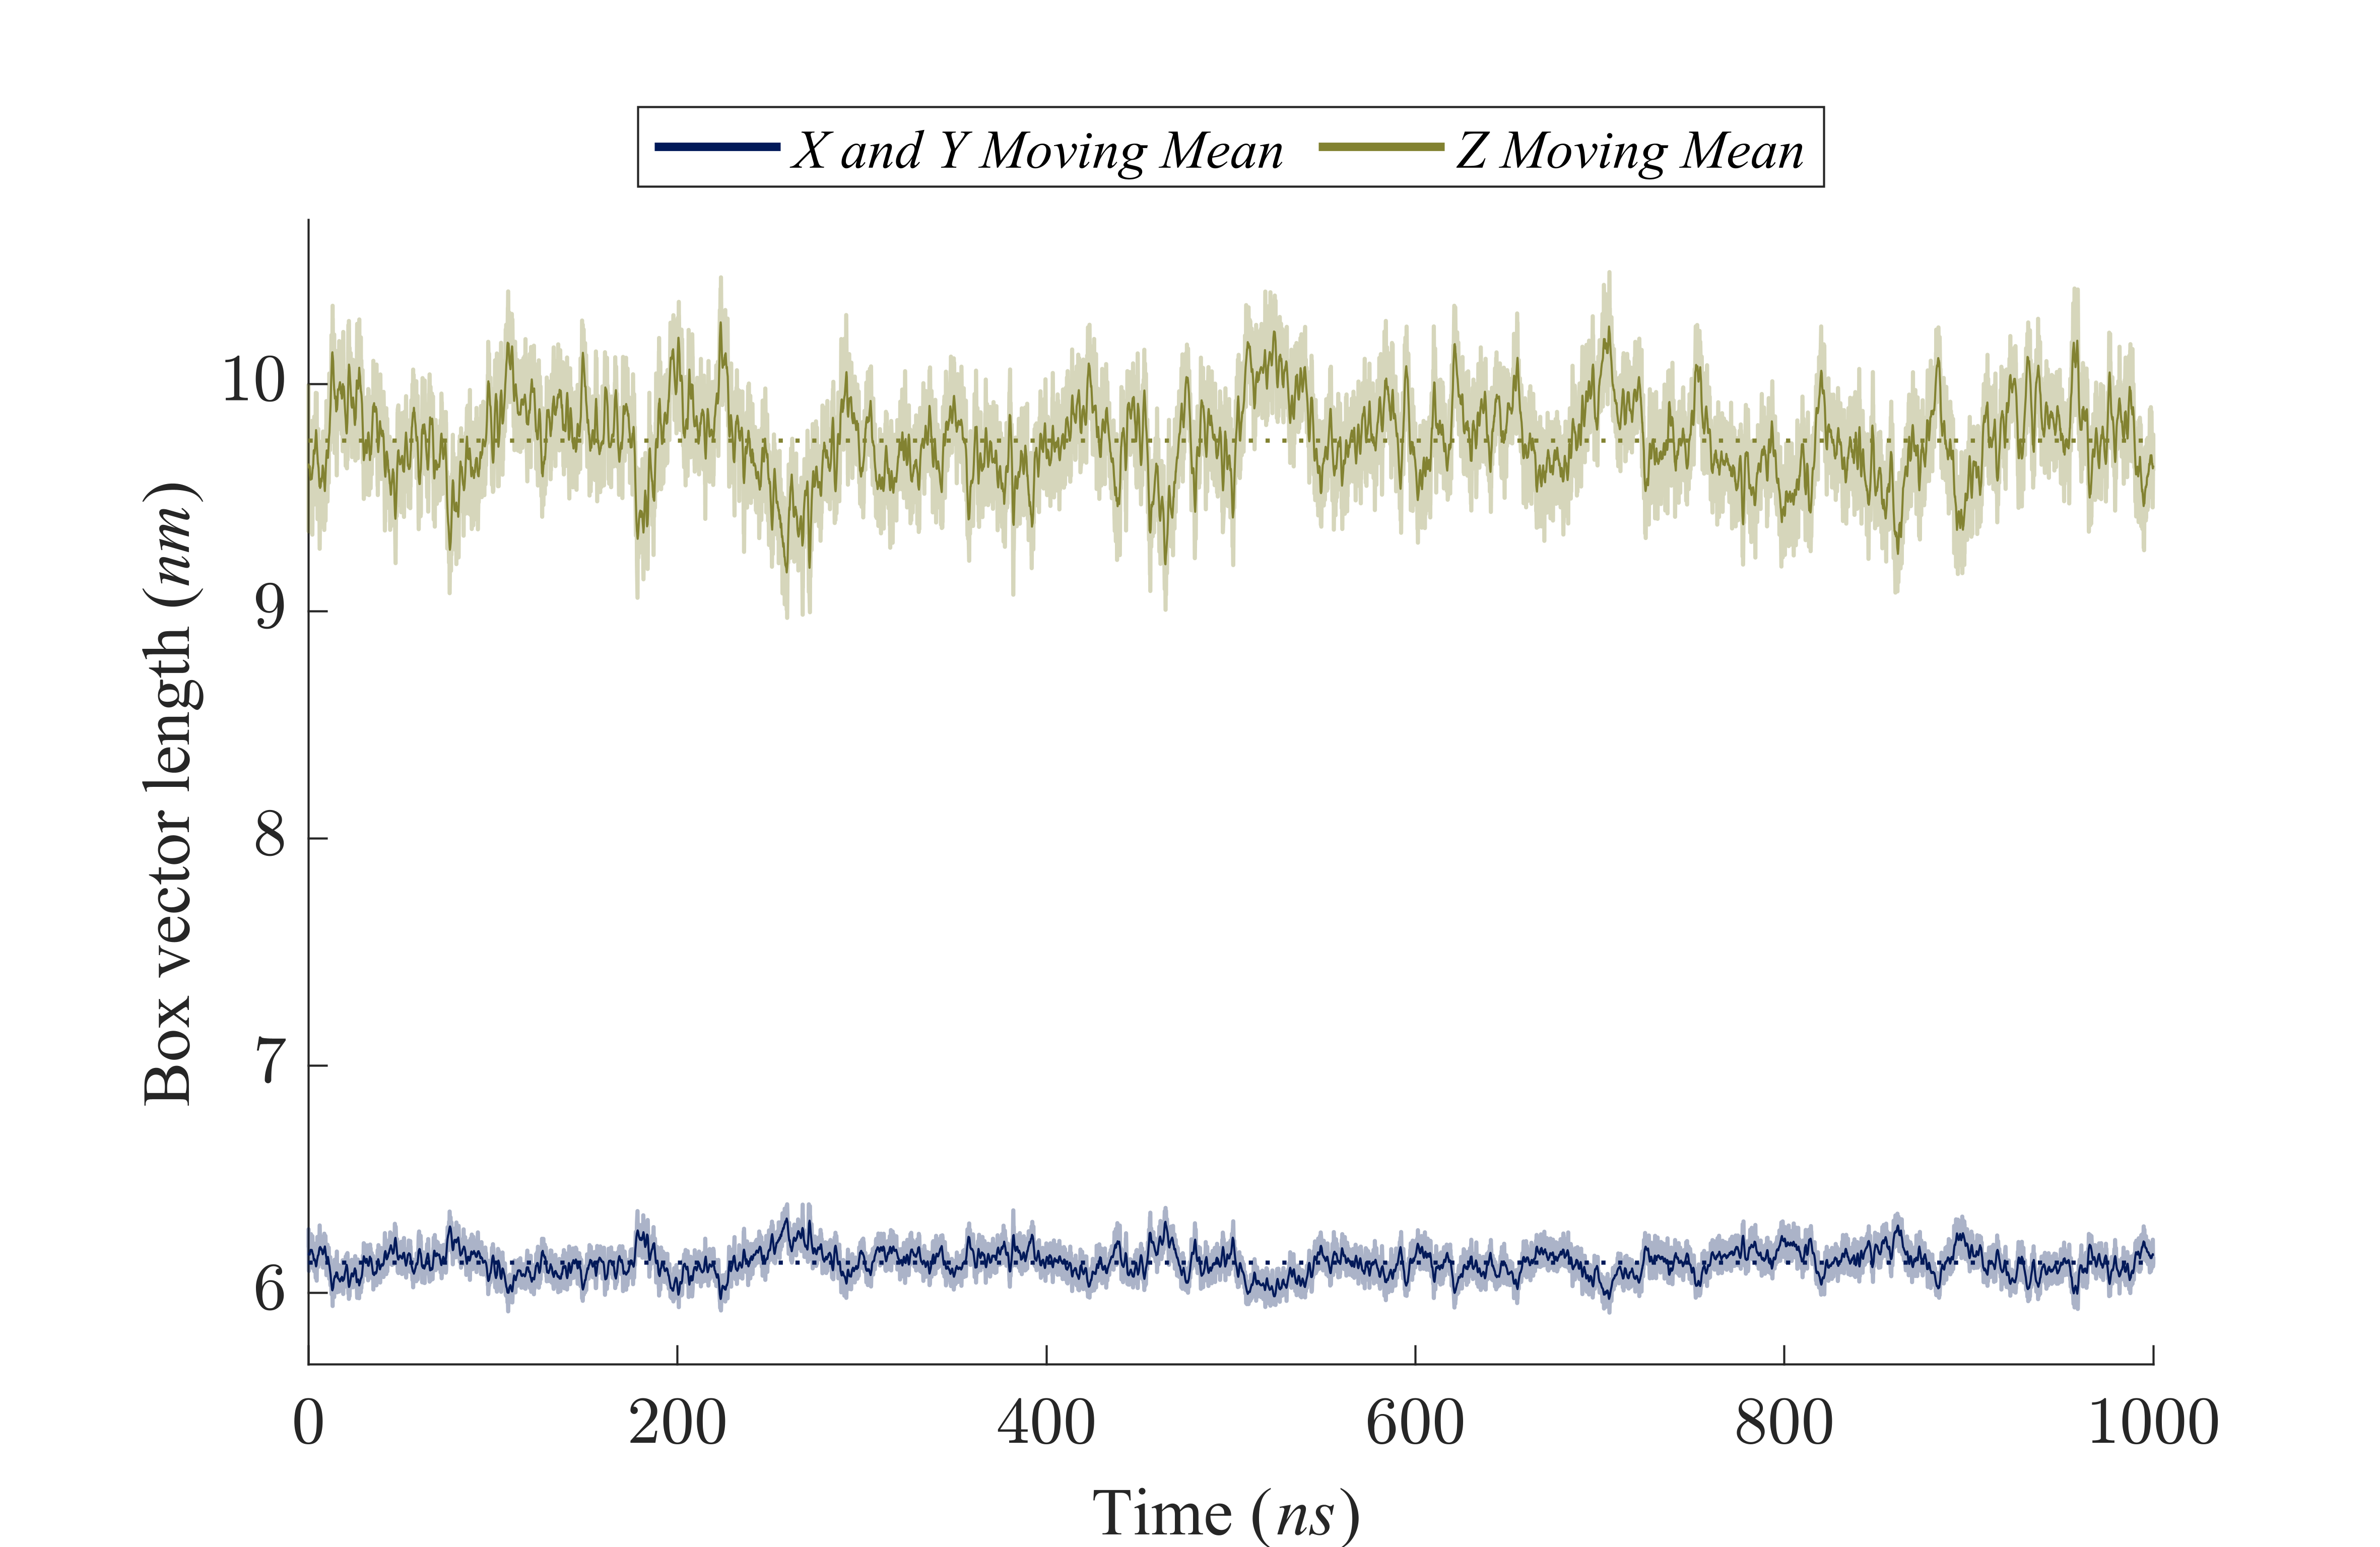 X and Y Moving Mean Z Moving Mean
10
9
8
7
6
Box vector length (nm)
0 200 400 600 800 1000
Time (ns)